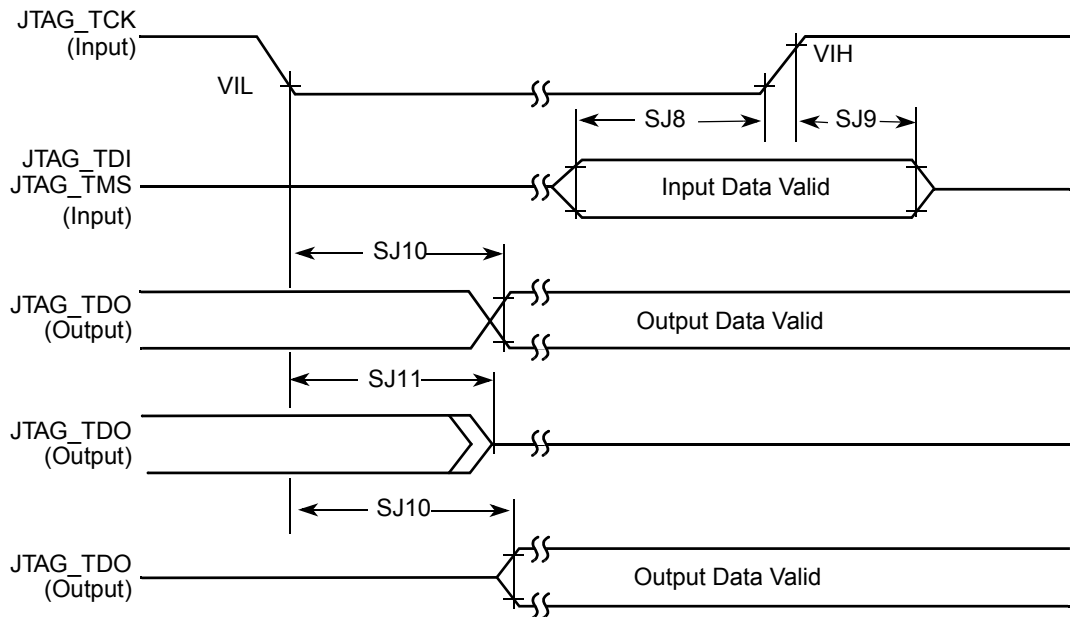 JTAG_TCK
(Input)
VIL
VIH
SJ8
SJ9
JTAG_TDI
JTAG_TMS
(Input)
Input Data Valid
SJ10
JTAG_TDO
(Output)
Output Data Valid
SJ11
JTAG_TDO
(Output)
SJ10
JTAG_TDO
(Output)
Output Data Valid